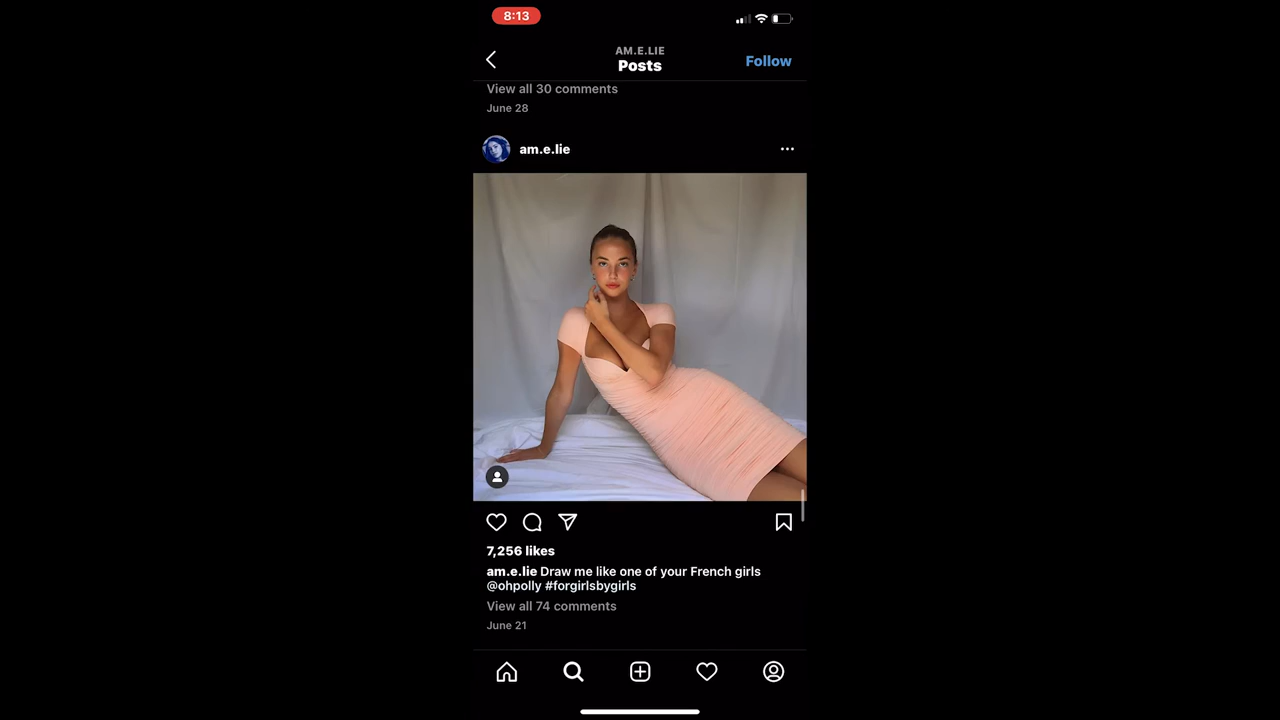 8:13
AM.E.LIE
Posts
Follow
View all 30 comments
June 28
am.e.lie
7,256 likes
am.e.lie Draw me like one of your French girls
@ohpolly #forgirlsbygirls
View all 74 comments
June 21